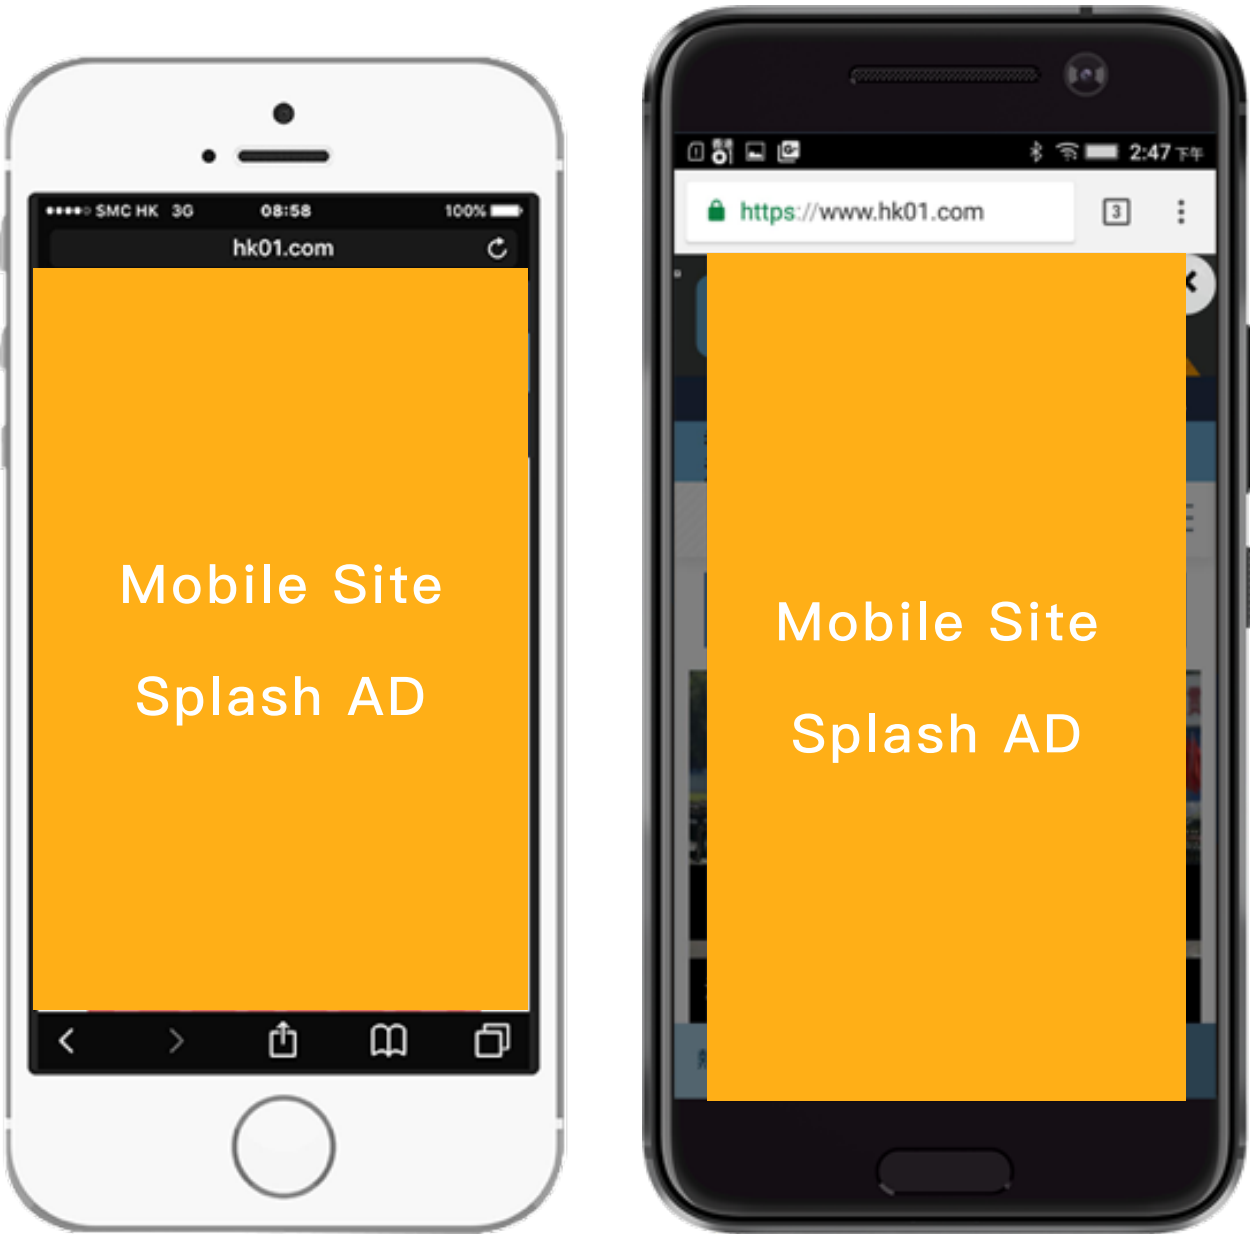 SMC HK 3G 08:58 100%
hk01.com
Mobile Site
Splash AD
2:47 下午
https://www.hk01.com
3
Mobile Site
Splash AD